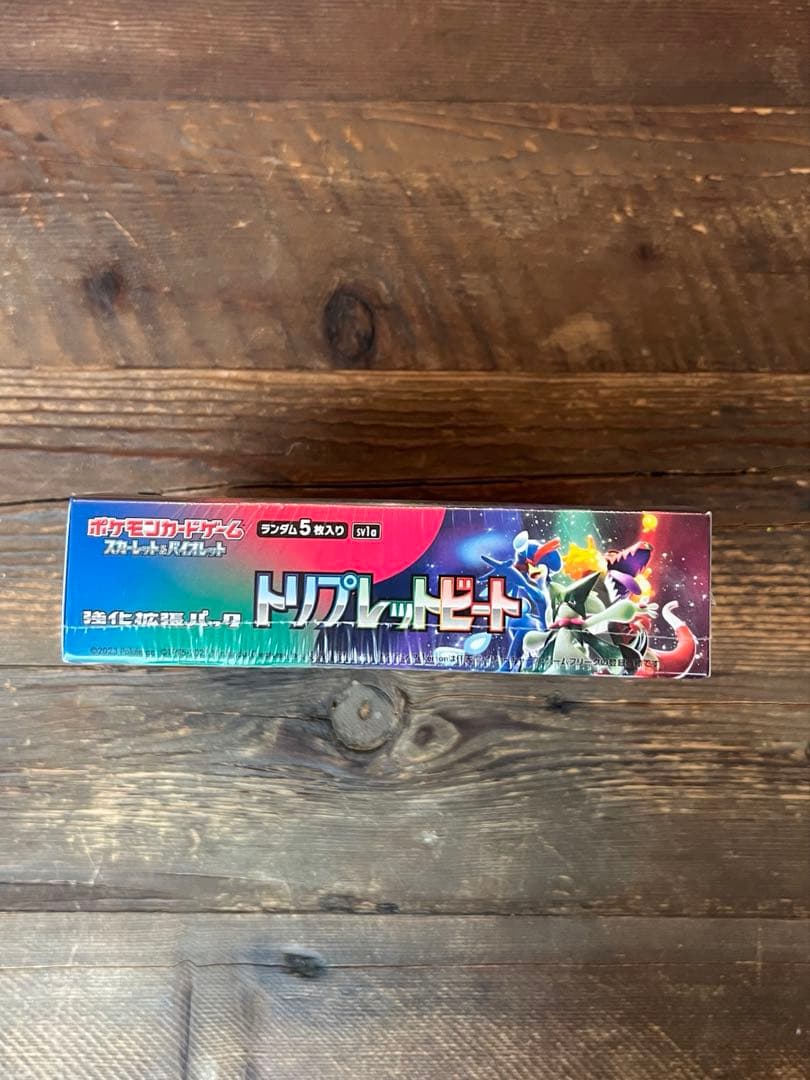 ポケモンカードゲーム
スカーレット&バイオレット
ランダム5枚入り
sv1a
強化拡張パック
トリプレットビート
©2023